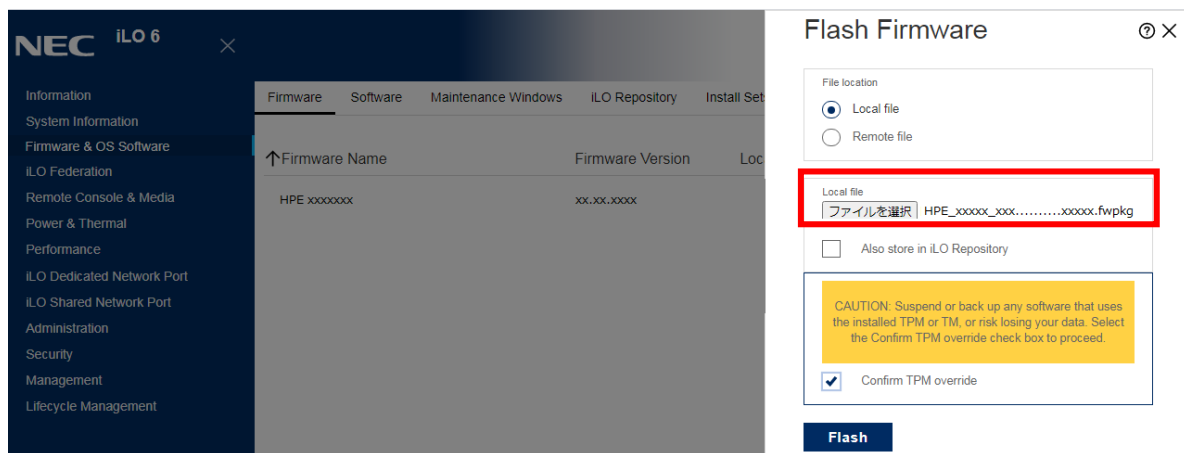 NEC iLO 6
Information
System Information
Firmware & OS Software
iLO Federation
Remote Console & Media
Power & Thermal
Performance
iLO Dedicated Network Port
iLO Shared Network Port
Administration
Security
Management
Lifecycle Management
Firmware Software Maintenance Windows iLO Repository Install Set
Firmware Name Firmware Version Loc
HPE xxxxxxx xx.xx.xxxx
Flash Firmware
File location
Local file
Remote file
Local file
ファイルを選択 HPE_xxxxx_xxx..........xxxxx.fwpkg
Also store in iLO Repository
CAUTION: Suspend or back up any software that uses
the installed TPM or TM, or risk losing your data. Select
the Confirm TPM override check box to proceed.
Confirm TPM override
Flash